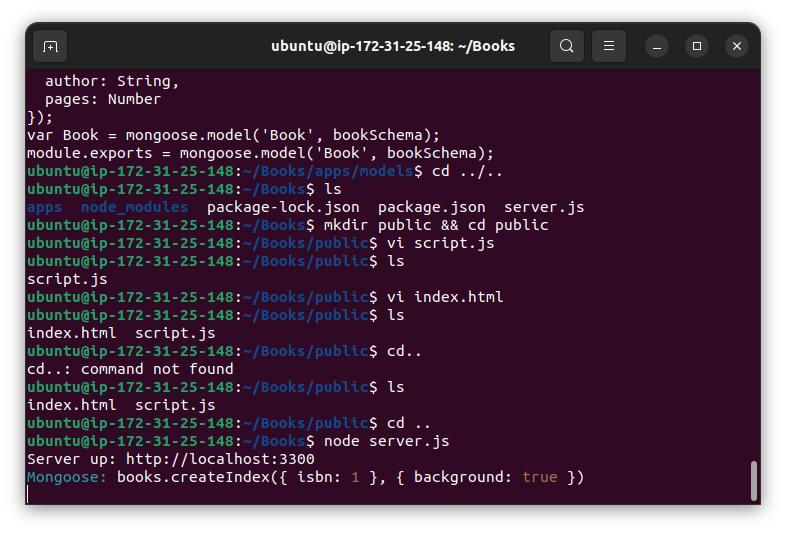 ubuntu@ip-172-31-25-148: ~/Books
author: String,
pages: Number
});
var Book = mongoose.model('Book', bookSchema);
module.exports = mongoose.model('Book', bookSchema);
ubuntu@ip-172-31-25-148:~/Books/apps/models$ cd ../..
ubuntu@ip-172-31-25-148:~/Books$ ls
apps  node_modules  package-lock.json  package.json  server.js
ubuntu@ip-172-31-25-148:~/Books$ mkdir public && cd public
ubuntu@ip-172-31-25-148:~/Books/public$ vi script.js
ubuntu@ip-172-31-25-148:~/Books/public$ ls
script.js
ubuntu@ip-172-31-25-148:~/Books/public$ vi index.html
ubuntu@ip-172-31-25-148:~/Books/public$ ls
index.html  script.js
ubuntu@ip-172-31-25-148:~/Books/public$ cd..
cd..: command not found
ubuntu@ip-172-31-25-148:~/Books/public$ ls
index.html  script.js
ubuntu@ip-172-31-25-148:~/Books/public$ cd ..
ubuntu@ip-172-31-25-148:~/Books$ node server.js
Server up: http://localhost:3300
Mongoose: books.createIndex({ isbn: 1 }, { background: true })